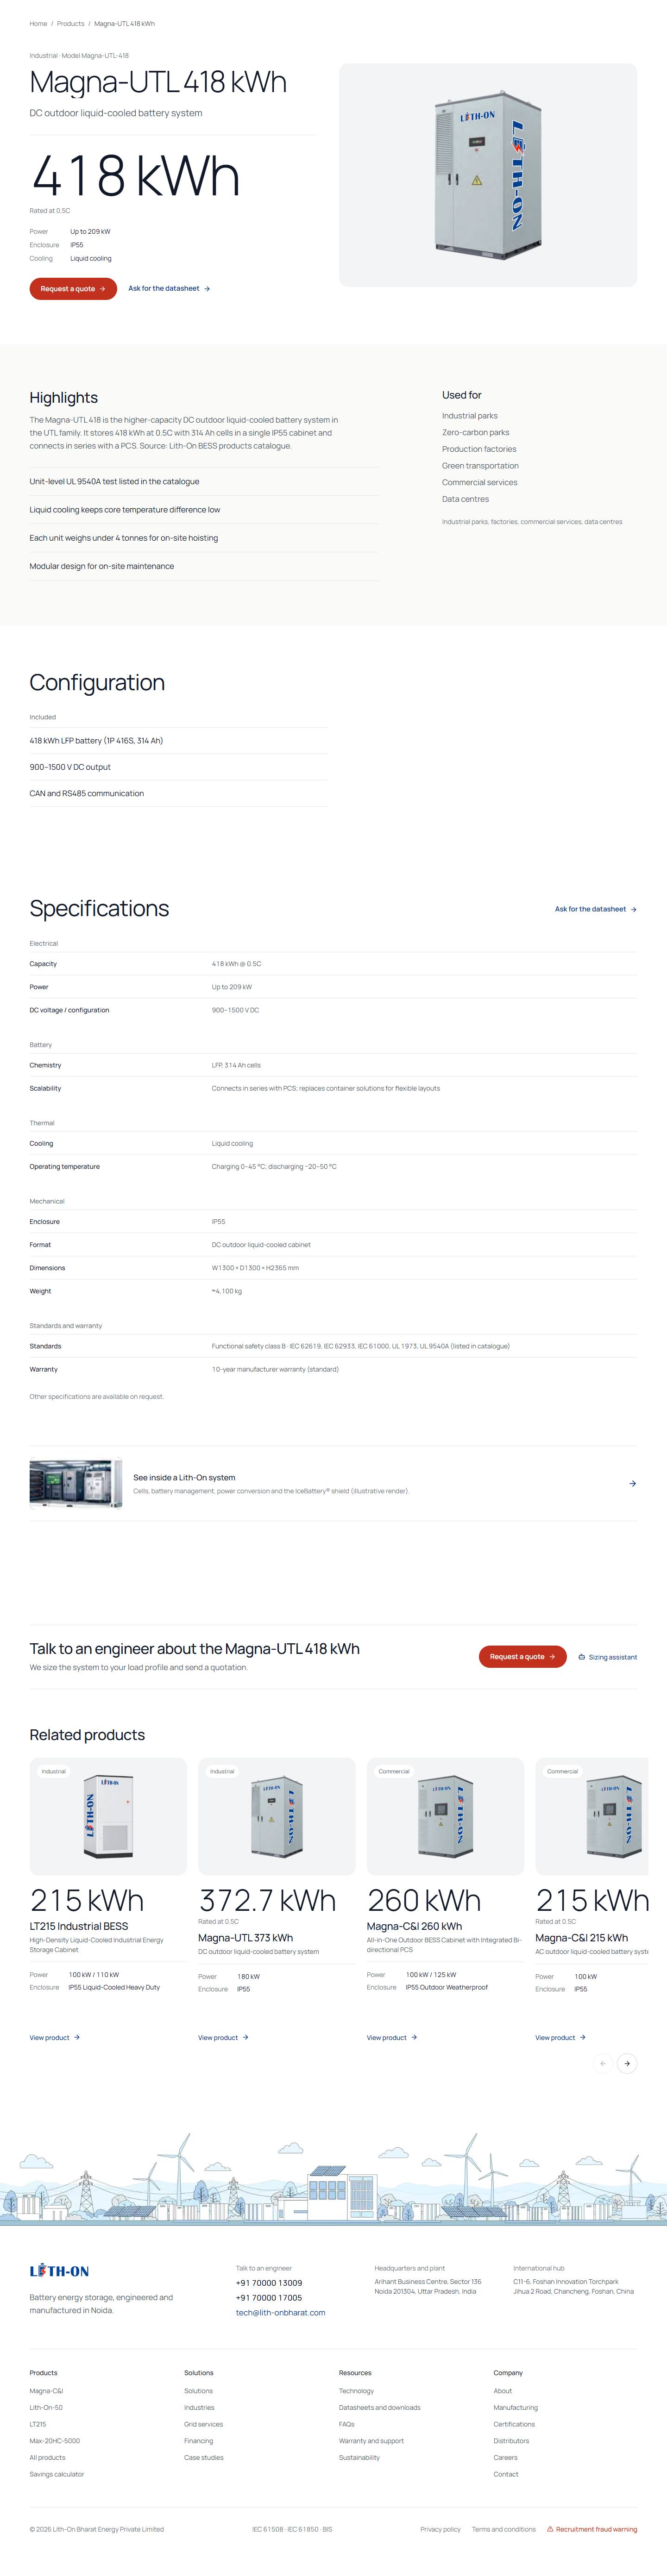 Home / Products / Magna-UTL 418 kWh
Industrial · Model Magna-UTL-418
Magna-UTL 418 kWh
DC outdoor liquid-cooled battery system
418 kWh
Rated at 0.5C
Power Up to 209 kW
Enclosure IP55
Cooling Liquid cooling
Request a quote → Ask for the datasheet →
LITH-ON
LITH-ON
Highlights
The Magna-UTL 418 is the higher-capacity DC outdoor liquid-cooled battery system in
the UTL family. It stores 418 kWh at 0.5C with 314 Ah cells in a single IP55 cabinet and
connects in series with a PCS. Source: Lith-On BESS products catalogue.
Unit-level UL 9540A test listed in the catalogue
Liquid cooling keeps core temperature difference low
Each unit weighs under 4 tonnes for on-site hoisting
Modular design for on-site maintenance
Used for
Industrial parks
Zero-carbon parks
Production factories
Green transportation
Commercial services
Data centres
Industrial parks, factories, commercial services, data centres
Configuration
Included
418 kWh LFP battery (1P 416S, 314 Ah)
900–1500 V DC output
CAN and RS485 communication
Specifications
Ask for the datasheet →
Electrical
Capacity 418 kWh @ 0.5C
Power Up to 209 kW
DC voltage / configuration 900–1500 V DC
Battery
Chemistry LFP, 314 Ah cells
Scalability Connects in series with PCS; replaces container solutions for flexible layouts
Thermal
Cooling Liquid cooling
Operating temperature Charging 0–45 °C, discharging −20–50 °C
Mechanical
Enclosure IP55
Format DC outdoor liquid-cooled cabinet
Dimensions W1300 × D1300 × H2365 mm
Weight ≈4,100 kg
Standards and warranty
Standards Functional safety class B · IEC 62619, IEC 62933, IEC 61000, UL 1973, UL 9540A (listed in catalogue)
Warranty 10-year manufacturer warranty (standard)
Other specifications are available on request.
See inside a Lith-On system
Cells, battery management, power conversion and the IceBattery® shield (illustrative render).
Talk to an engineer about the Magna-UTL 418 kWh
We size the system to your load profile and send a quotation.
Request a quote → Sizing assistant
Related products
Industrial
LITH-ON
LITH-ON
215 kWh
LT215 Industrial BESS
High-Density Liquid-Cooled Industrial Energy
Storage Cabinet
Power 100 kW / 110 kW
Enclosure IP55 Liquid-Cooled Heavy Duty
View product →
Industrial
LITH-ON
LITH-ON
372.7 kWh
Rated at 0.5C
Magna-UTL 373 kWh
DC outdoor liquid-cooled battery system
Power 180 kW
Enclosure IP55
View product →
Commercial
LITH-ON
LITH-ON
260 kWh
Magna-C&I 260 kWh
All-in-One Outdoor BESS Cabinet with Integrated Bi-
directional PCS
Power 100 kW / 125 kW
Enclosure IP55 Outdoor Weatherproof
View product →
Commercial
LITH-ON
LITH-ON
215 kWh
Rated at 0.5C
Magna-C&I 215 kWh
AC outdoor liquid-cooled battery syste
Power 100 kW
Enclosure IP55
View product →
LITH-ON
Battery energy storage, engineered and
manufactured in Noida.
Talk to an engineer
+91 70000 13009
+91 70000 17005
tech@lith-onbharat.com
Headquarters and plant
Arihant Business Centre, Sector 136
Noida 201304, Uttar Pradesh, India
International hub
C11-6, Foshan Innovation Torchpark
Jihua 2 Road, Chancheng, Foshan, China
Products
Magna-C&I
Lith-On-50
LT215
Max-20HC-5000
All products
Savings calculator
Solutions
Solutions
Industries
Grid services
Financing
Case studies
Resources
Technology
Datasheets and downloads
FAQs
Warranty and support
Sustainability
Company
About
Manufacturing
Certifications
Distributors
Careers
Contact
© 2026 Lith-On Bharat Energy Private Limited
IEC 61508 · IEC 61850 · BIS
Privacy policy Terms and conditions Recruitment fraud warning